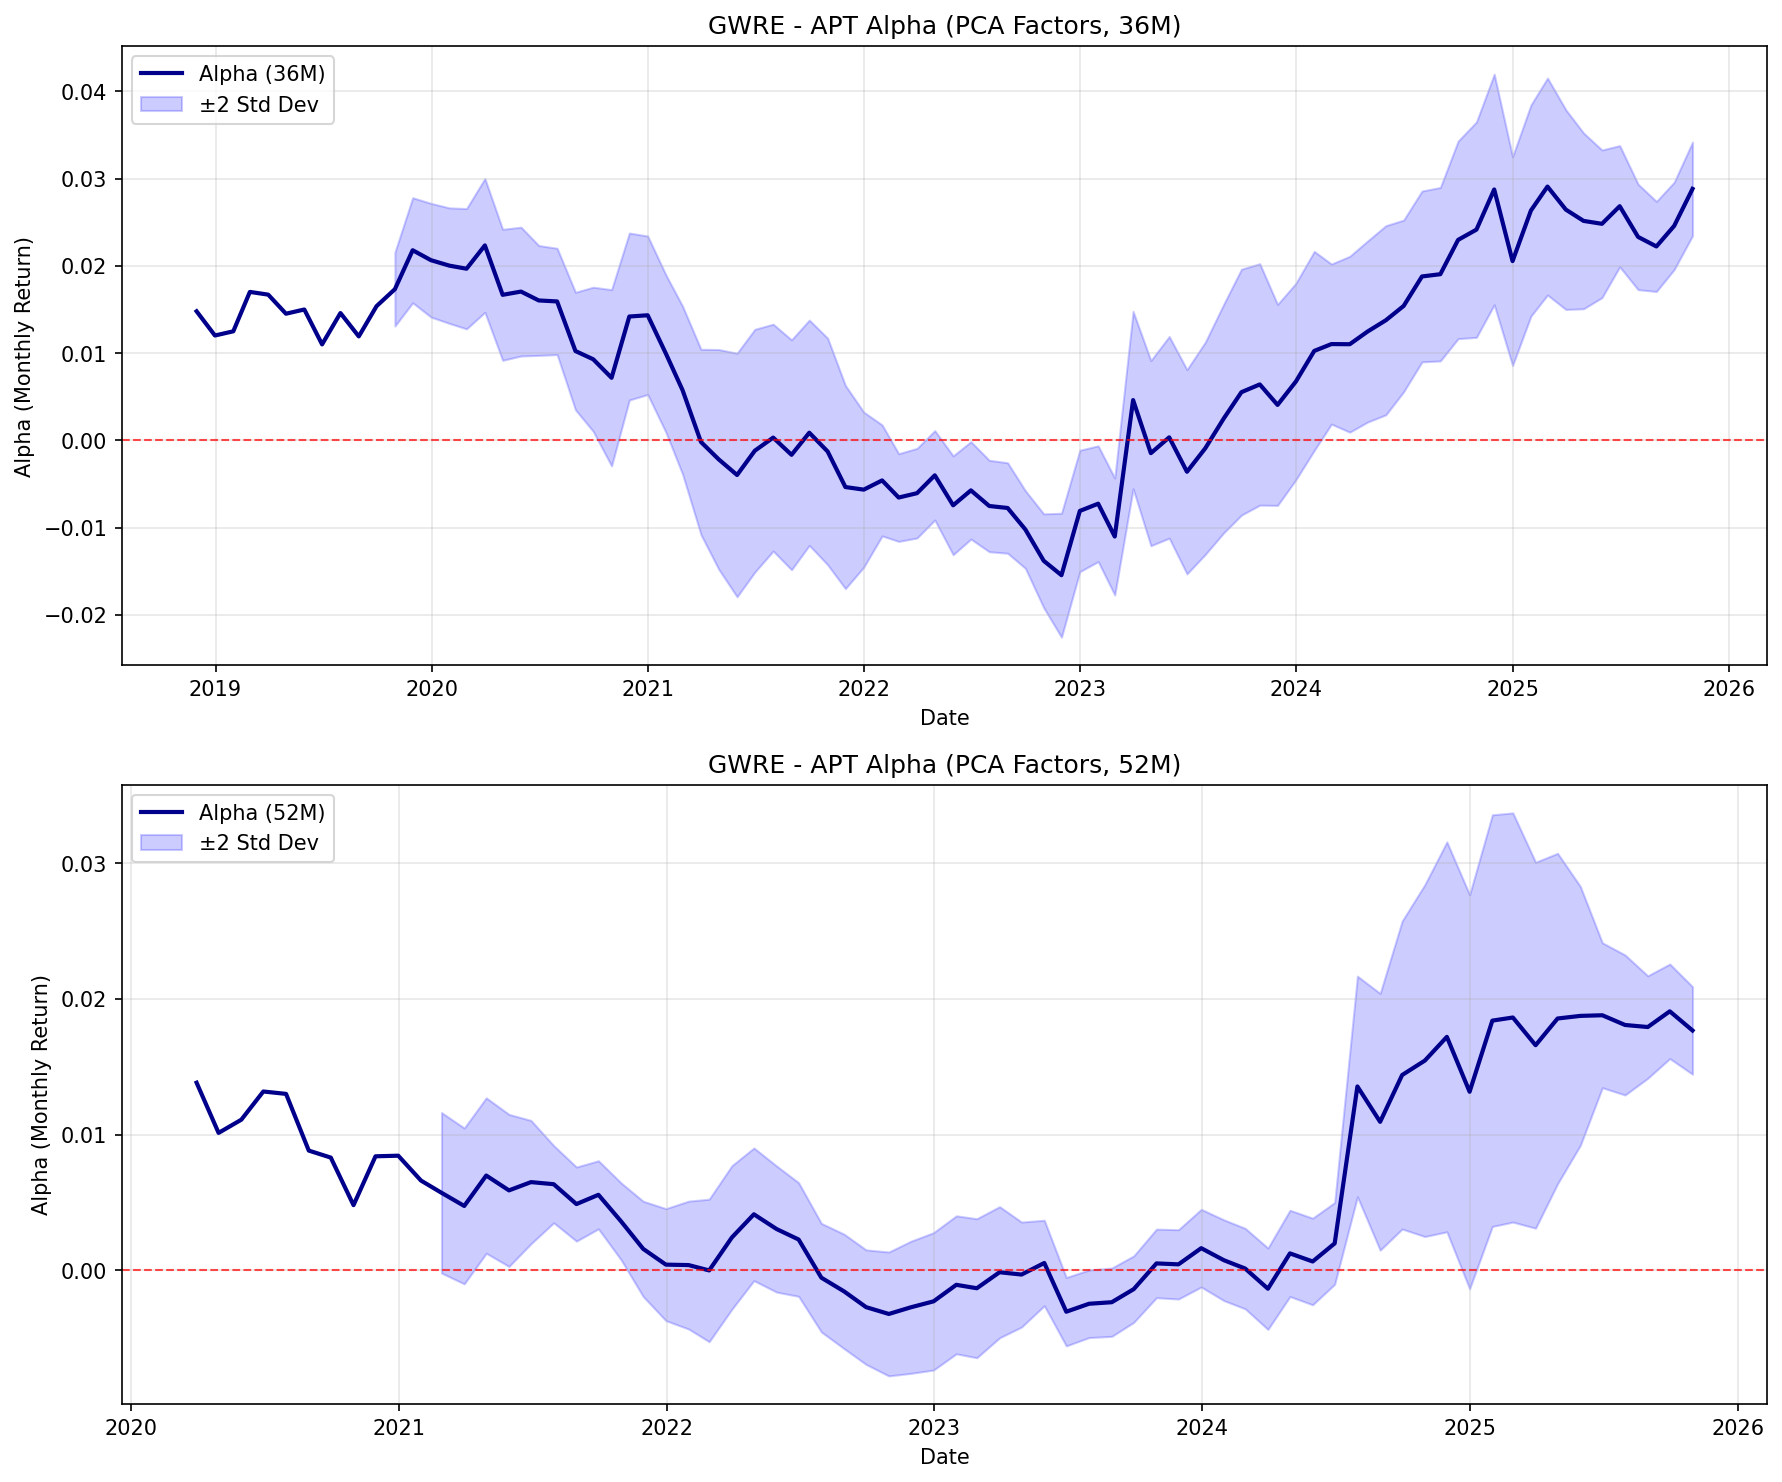 GWRE - APT Alpha (PCA Factors, 36M)
Alpha (36M)
±2 Std Dev
Alpha (Monthly Return)
0.04
0.03
0.02
0.01
0.00
−0.01
−0.02
2019 2020 2021 2022 2023 2024 2025 2026
Date
GWRE - APT Alpha (PCA Factors, 52M)
Alpha (52M)
±2 Std Dev
Alpha (Monthly Return)
0.03
0.02
0.01
0.00
2020 2021 2022 2023 2024 2025 2026
Date